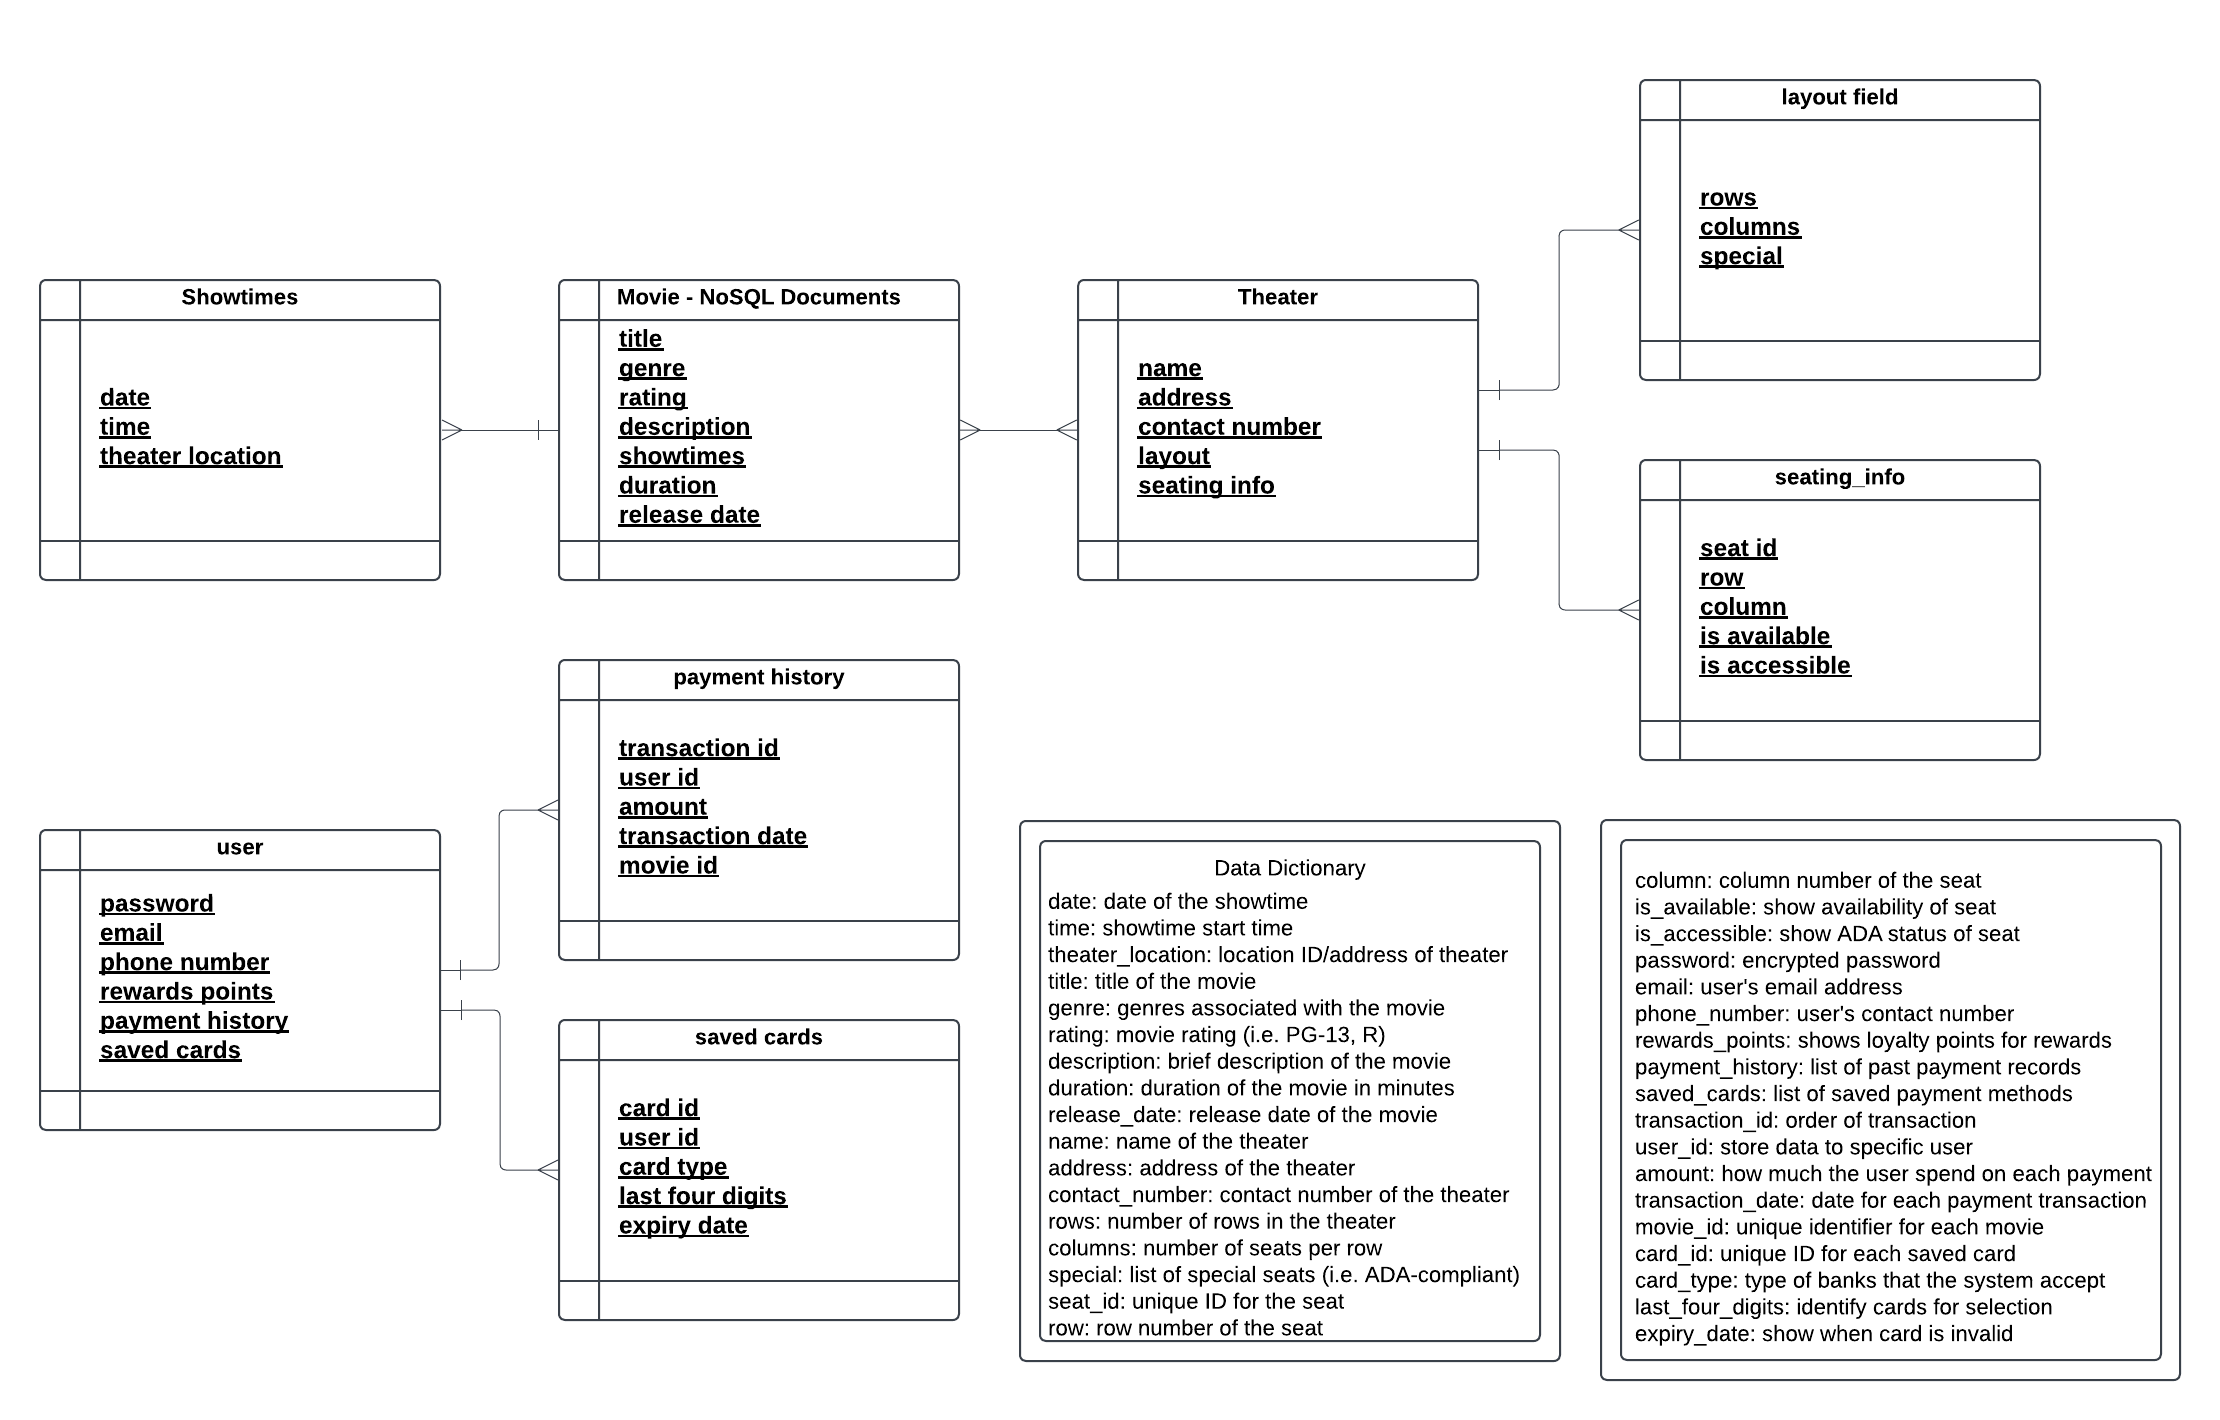 layout field
rows
columns
special
Showtimes
date
time
theater location
Movie - NoSQL Documents
title
genre
rating
description
showtimes
duration
release date
Theater
name
address
contact number
layout
seating info
seating_info
seat id
row
column
is available
is accessible
payment history
transaction id
user id
amount
transaction date
movie id
user
password
email
phone number
rewards points
payment history
saved cards
saved cards
card id
user id
card type
last four digits
expiry date
Data Dictionary
date: date of the showtime
time: showtime start time
theater_location: location ID/address of theater
title: title of the movie
genre: genres associated with the movie
rating: movie rating (i.e. PG-13, R)
description: brief description of the movie
duration: duration of the movie in minutes
release_date: release date of the movie
name: name of the theater
address: address of the theater
contact_number: contact number of the theater
rows: number of rows in the theater
columns: number of seats per row
special: list of special seats (i.e. ADA-compliant)
seat_id: unique ID for the seat
row: row number of the seat
column: column number of the seat
is_available: show availability of seat
is_accessible: show ADA status of seat
password: encrypted password
email: user's email address
phone_number: user's contact number
rewards_points: shows loyalty points for rewards
payment_history: list of past payment records
saved_cards: list of saved payment methods
transaction_id: order of transaction
user_id: store data to specific user
amount: how much the user spend on each payment
transaction_date: date for each payment transaction
movie_id: unique identifier for each movie
card_id: unique ID for each saved card
card_type: type of banks that the system accept
last_four_digits: identify cards for selection
expiry_date: show when card is invalid